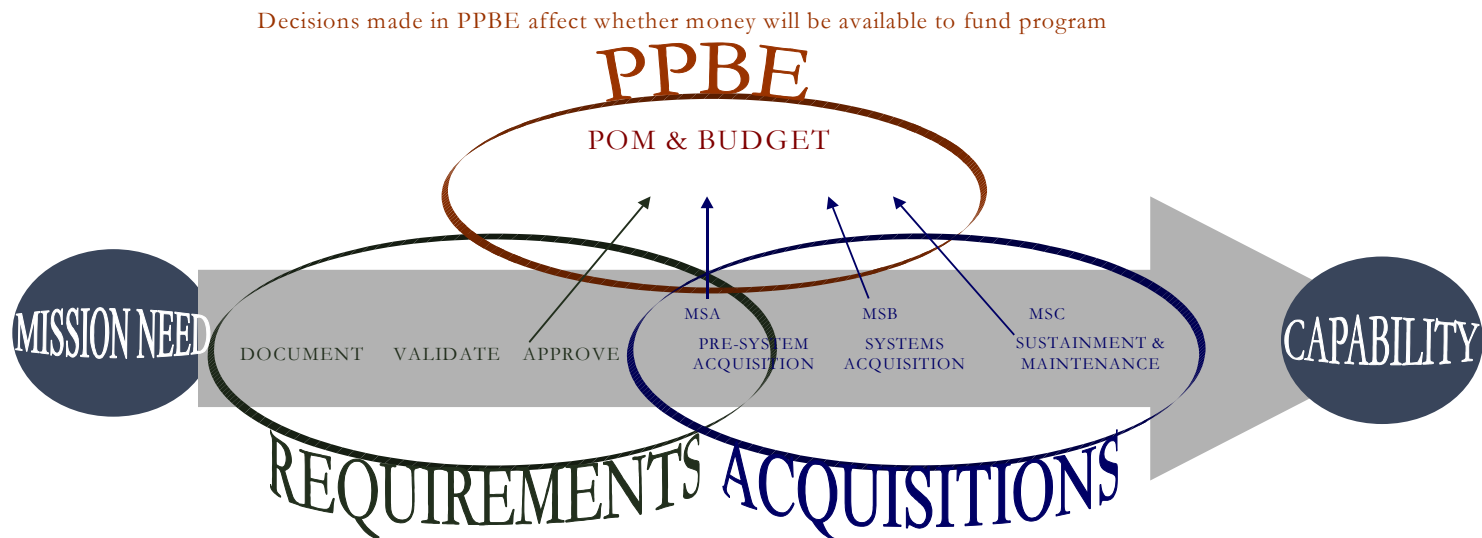 Decisions made in PPBE affect whether money will be available to fund program
PPBE
POM & BUDGET
MISSION NEED
DOCUMENT
VALIDATE
APPROVE
MSA
PRE-SYSTEM
ACQUISITION
MSB
SYSTEMS
ACQUISITION
MSC
SUSTAINMENT &
MAINTENANCE
CAPABILITY
REQUIREMENTS
ACQUISITIONS